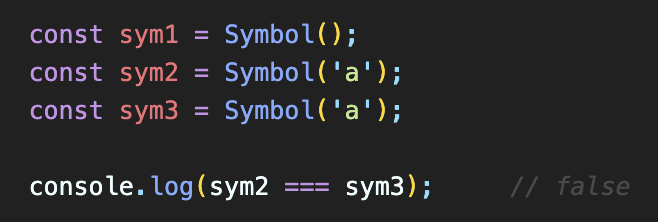 const sym1 = Symbol();
const sym2 = Symbol('a');
const sym3 = Symbol('a');
console.log(sym2 === sym3);     // false